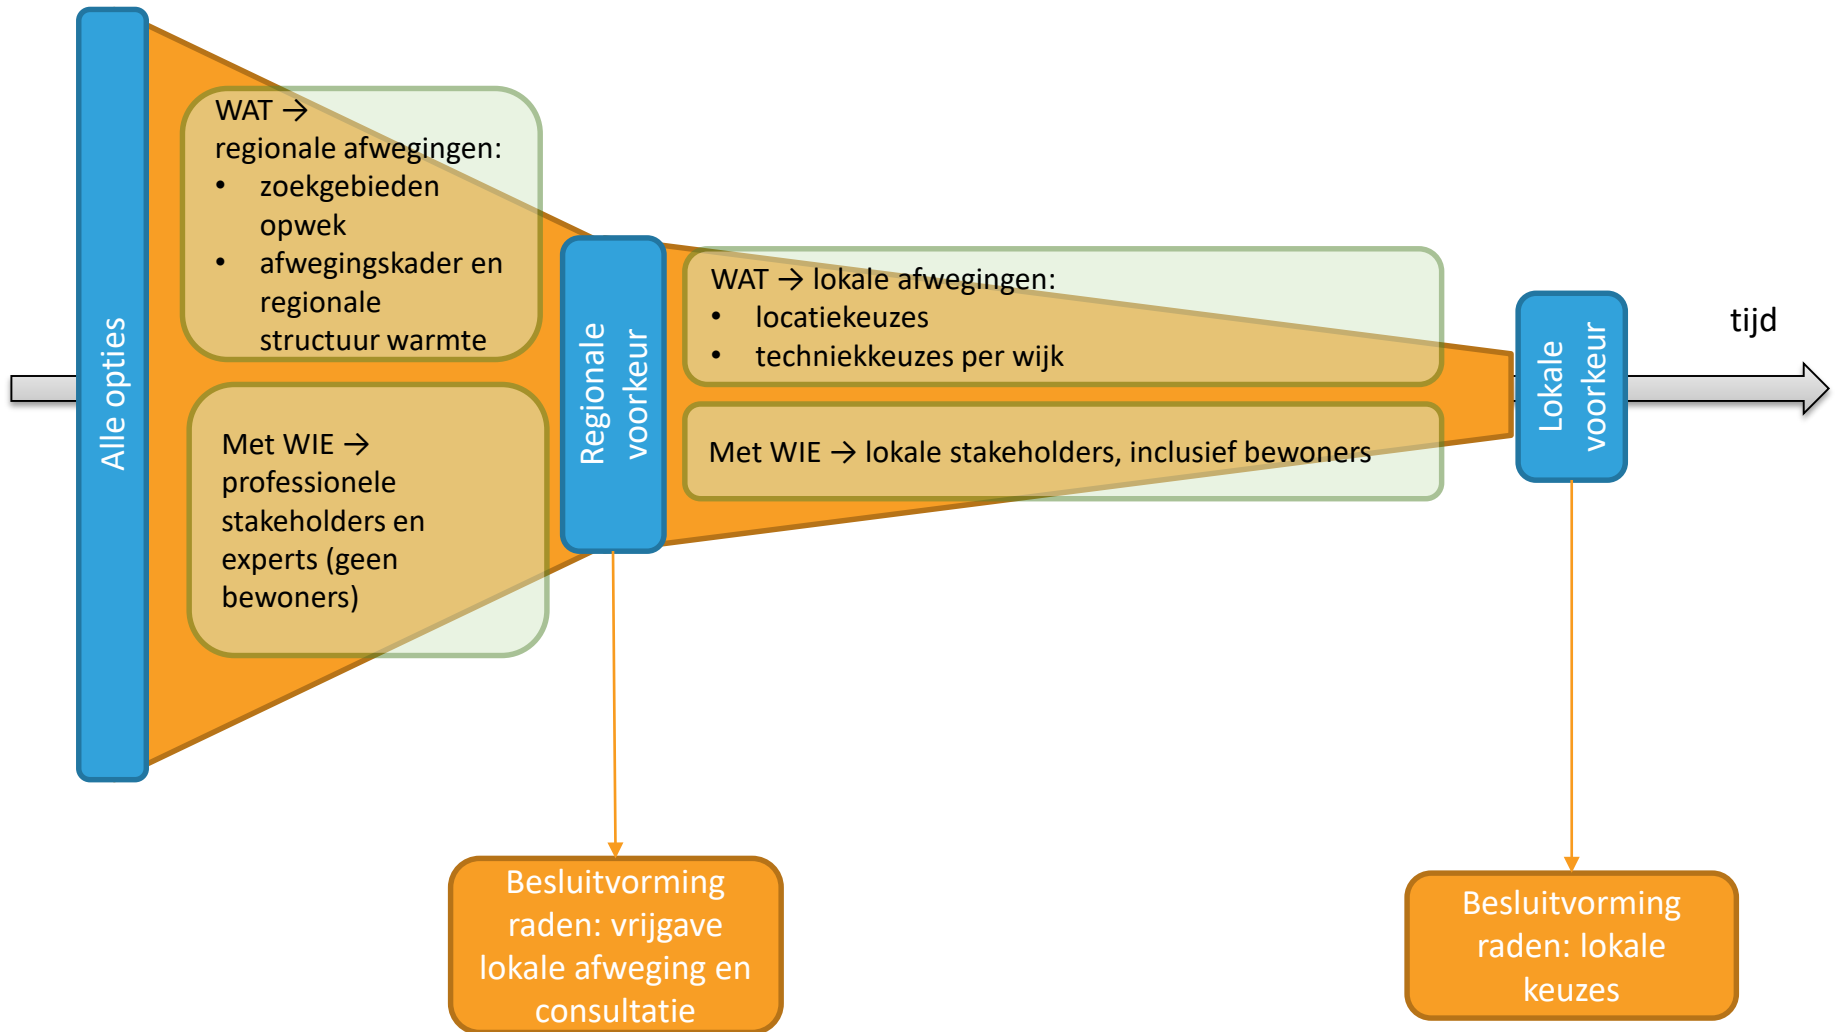 Alle opties
WAT →
regionale afwegingen:
• zoekgebieden
opwek
• afwegingskader en
regionale
structuur warmte
Met WIE →
professionele
stakeholders en
experts (geen
bewoners)
Regionale
voorkeur
WAT → lokale afwegingen:
• locatiekeuzes
• techniekkeuzes per wijk
Met WIE → lokale stakeholders, inclusief bewoners
Lokale
voorkeur
tijd
Besluitvorming
raden: vrijgave
lokale afweging en
consultatie
Besluitvorming
raden: lokale
keuzes